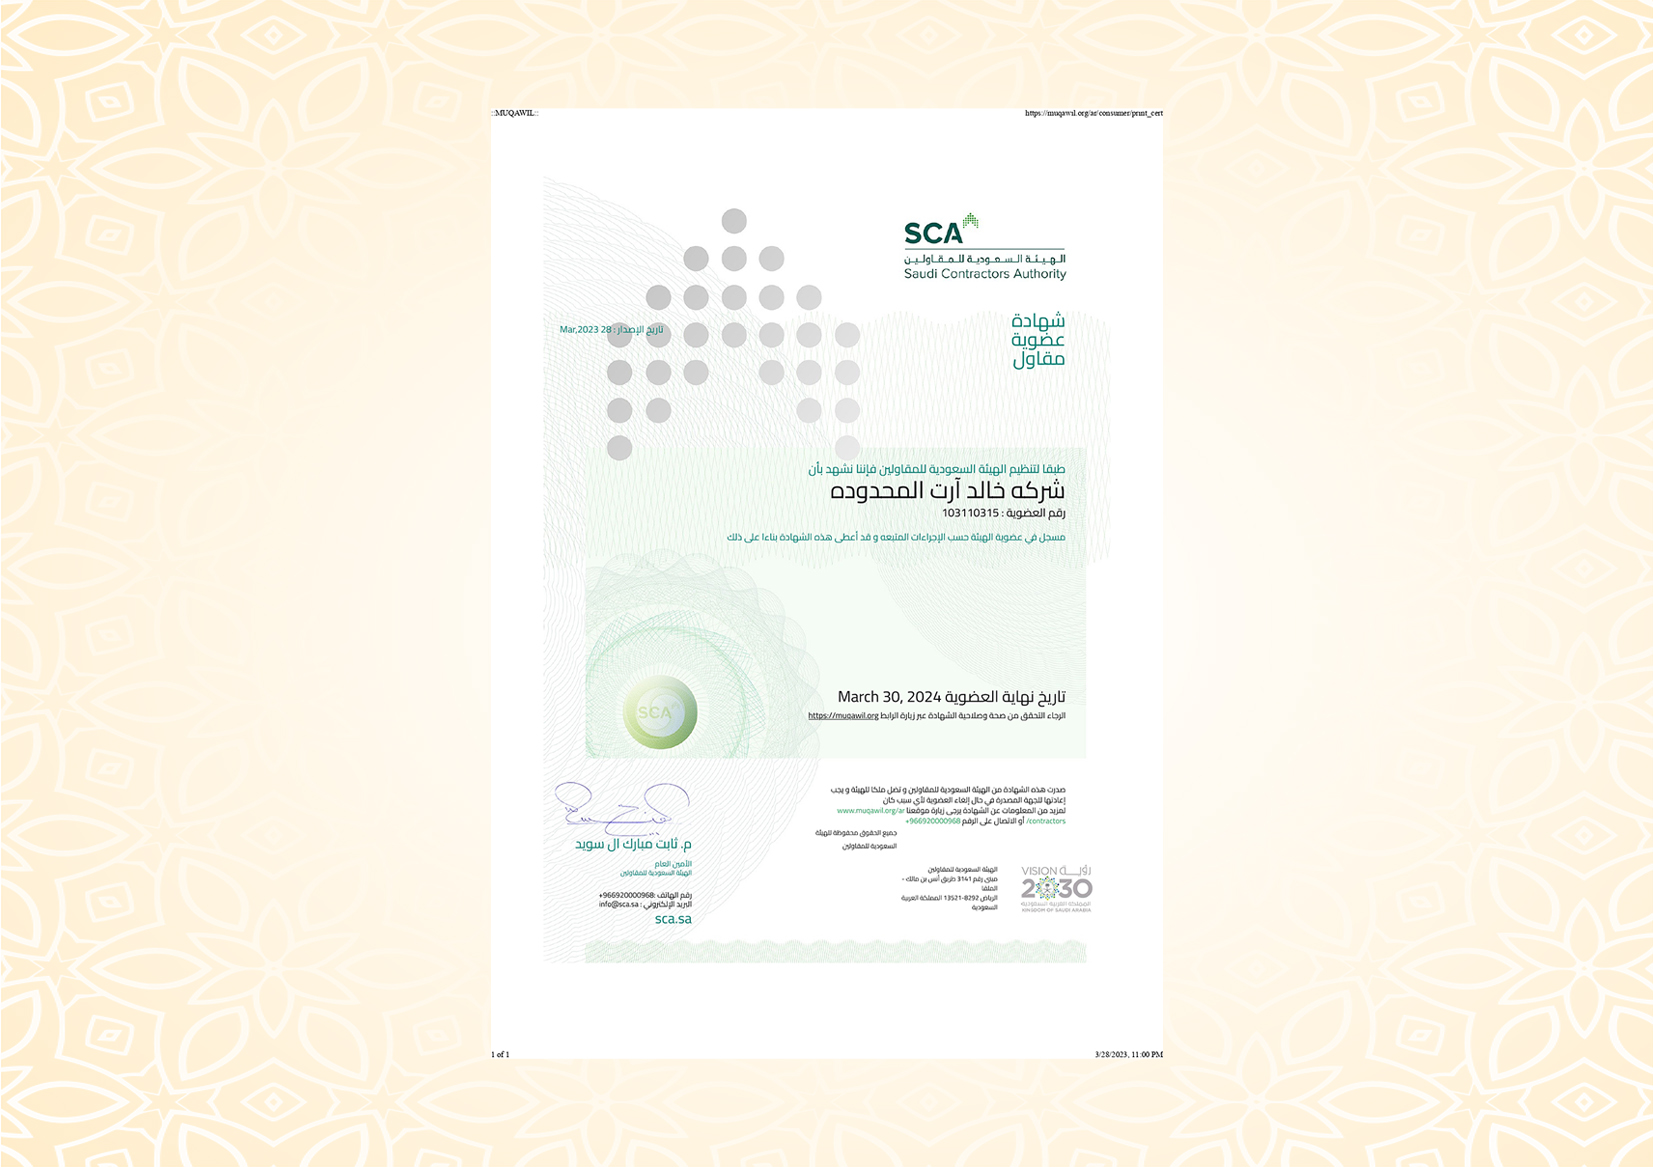 ::MUQAWIL::
https://muqawil.org/ar/consumer/print_cert
SCA
الهيئة السعودية للمقاولين
Saudi Contractors Authority
شهادة
عضوية
مقاول
تاريخ الإصدار : 28 Mar,2023
طبقا لتنظيم الهيئة السعودية للمقاولين فإننا نشهد بأن
شركه خالد آرت المحدوده
رقم العضوية : 103110315
مسجل في عضوية الهيئة حسب الإجراءات المتبعه و قد أعطى هذه الشهادة بناءا على ذلك
تاريخ نهاية العضوية March 30, 2024
الرجاء التحقق من صحة وصلاحية الشهادة عبر زيارة الرابط https://muqawil.org
SCA
صدرت هذه الشهادة من الهيئة السعودية للمقاولين و تضل ملكا للهيئة و يجب
إعادتها للجهة المصدرة في حال إلغاء العضوية لأي سبب كان
لمزيد من المعلومات عن الشهادة يرجى زيارة موقعنا www.muqawil.org/ar
/contractors أو الاتصال على الرقم 966920000968+
جميع الحقوق محفوظة للهيئة
السعودية للمقاولين
م. ثابت مبارك آل سويد
الأمين العام
الهيئة السعودية للمقاولين
رقم الهاتف :966920000968+
البريد الإلكتروني : info@sca.sa
sca.sa
الهيئة السعودية للمقاولين
مبنى رقم 3141 طريق أنس بن مالك -
الملقا
الرياض 8292-13521 المملكة العربية
السعودية
VISION رؤية
2030
المملكة العربية السعودية
KINGDOM OF SAUDI ARABIA
1 of 1
3/28/2023, 11:00 PM